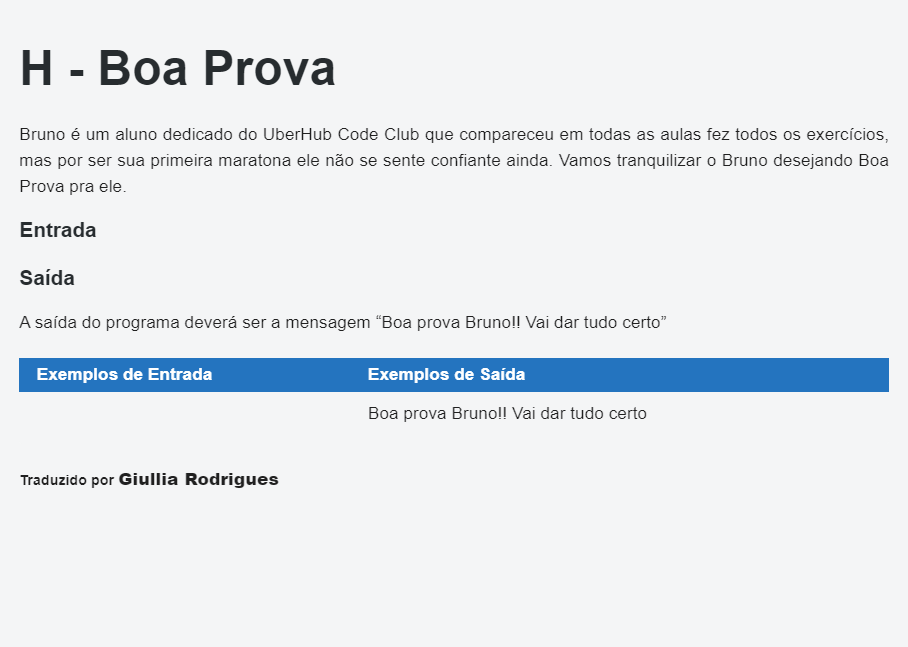 H - Boa Prova
Bruno é um aluno dedicado do UberHub Code Club que compareceu em todas as aulas fez todos os exercícios,
mas por ser sua primeira maratona ele não se sente confiante ainda. Vamos tranquilizar o Bruno desejando Boa
Prova pra ele.
Entrada
Saída
A saída do programa deverá ser a mensagem “Boa prova Bruno!! Vai dar tudo certo”
Exemplos de Entrada Exemplos de Saída
Boa prova Bruno!! Vai dar tudo certo
Traduzido por Giullia Rodrigues